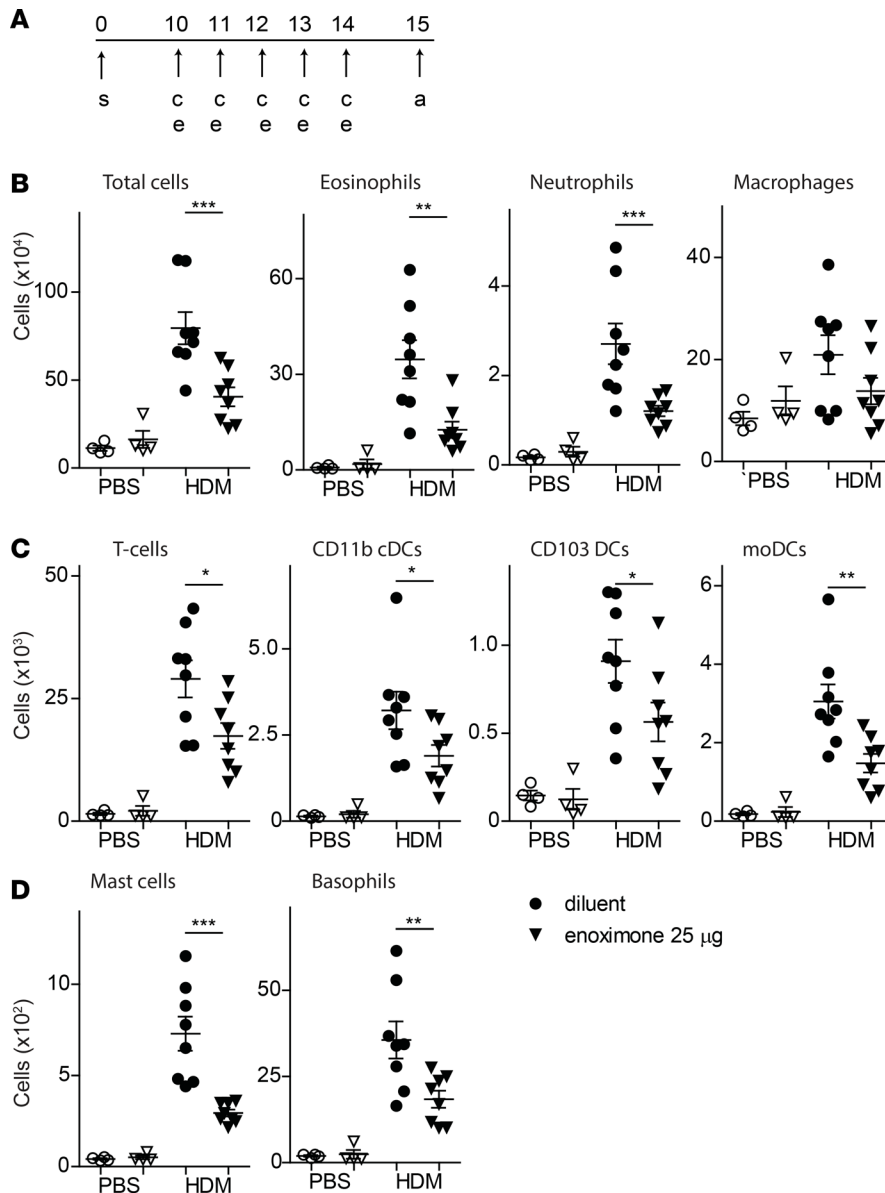 A
0 10 11 12 13 14 15
s c c c c c a
e e e e e
B
Total cells Eosinophils Neutrophils Macrophages
*** ** ***
Cells (x10⁴)
100
50
0
60
30
0
4
2
0
40
20
0
PBS HDM PBS HDM PBS HDM `PBS HDM
C
T-cells CD11b cDCs CD103 DCs moDCs
* * * **
Cells (x10³)
50
25
0
5.0
2.5
0
1.0
0.5
0
6
4
2
0
PBS HDM PBS HDM PBS HDM PBS HDM
D
Mast cells Basophils
*** **
Cells (x10²)
10
5
0
50
25
0
PBS HDM PBS HDM
diluent
enoximone 25 μg